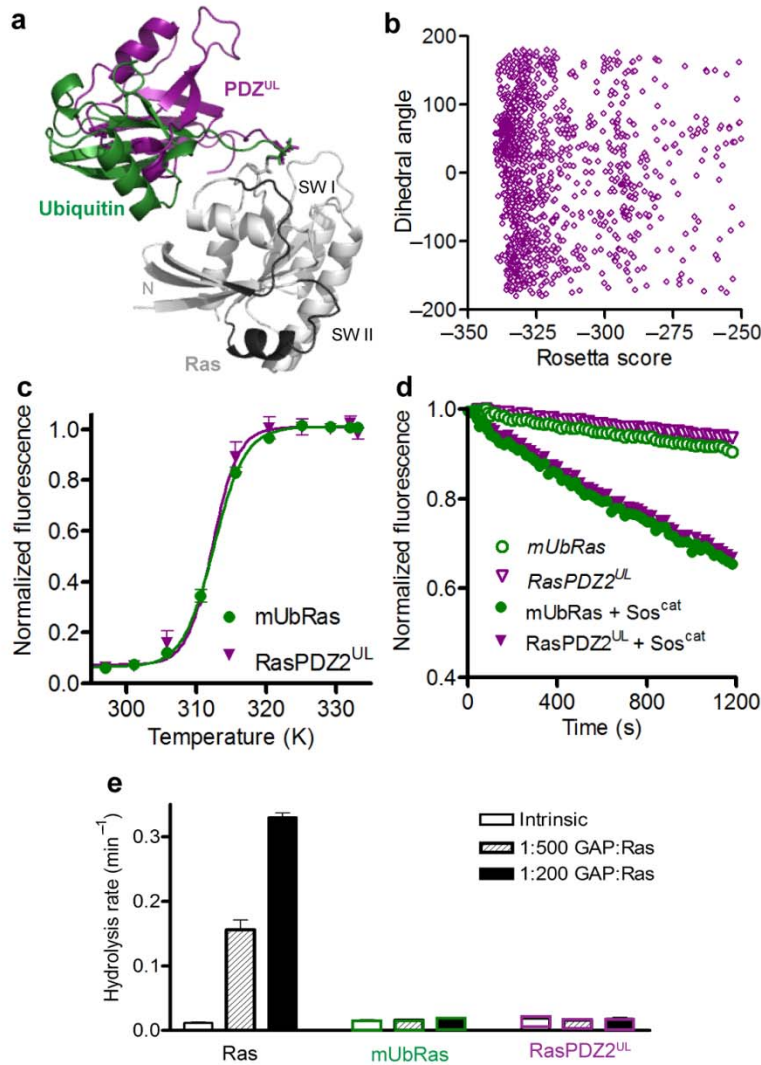 a
PDZᵁᴸ
Ubiquitin
SW I
N
SW II
Ras
b
Dihedral angle
200
100
0
−100
−200
−350
−325
−300
−275
−250
Rosetta score
c
Normalized fluorescence
1.0
0.8
0.6
0.4
0.2
0.0
mUbRas
RasPDZ2ᵁᴸ
300
310
320
330
Temperature (K)
d
Normalized fluorescence
1.0
0.8
0.6
0.4
mUbRas
RasPDZ2ᵁᴸ
mUbRas + Sosᶜᵃᵗ
RasPDZ2ᵁᴸ + Sosᶜᵃᵗ
0
400
800
1200
Time (s)
e
Hydrolysis rate (min⁻¹)
0.3
0.2
0.1
0.0
Intrinsic
1:500 GAP:Ras
1:200 GAP:Ras
Ras
mUbRas
RasPDZ2ᵁᴸ